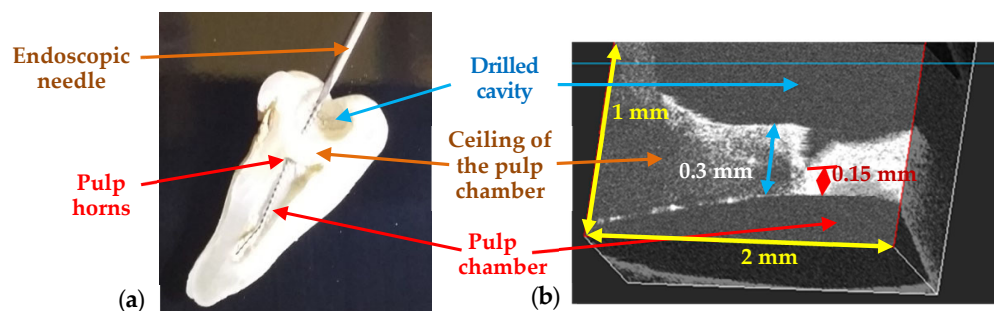 Endoscopic
needle
Pulp
horns
(a)
Drilled
cavity
Ceiling of
the pulp
chamber
Pulp
chamber
(b)
1 mm
0.3 mm
0.15 mm
2 mm